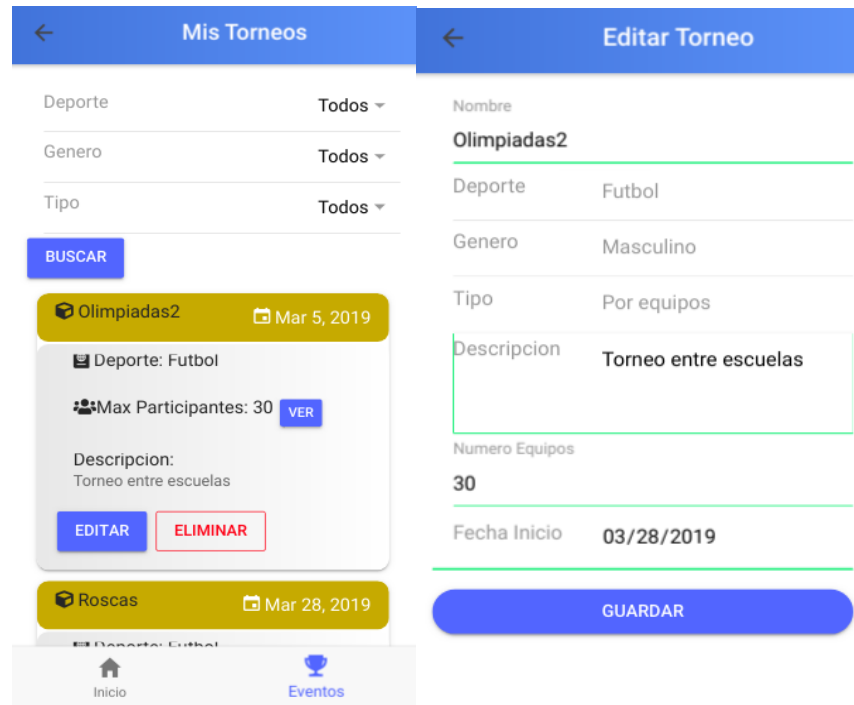 Mis Torneos
Deporte Todos
Genero Todos
Tipo Todos
BUSCAR
Olimpiadas2 Mar 5, 2019
Deporte: Futbol
Max Participantes: 30 VER
Descripcion:
Torneo entre escuelas
EDITAR ELIMINAR
Roscas Mar 28, 2019
Deporte: Futbol
Inicio Eventos
Editar Torneo
Nombre
Olimpiadas2
Deporte Futbol
Genero Masculino
Tipo Por equipos
Descripcion Torneo entre escuelas
Numero Equipos
30
Fecha Inicio 03/28/2019
GUARDAR